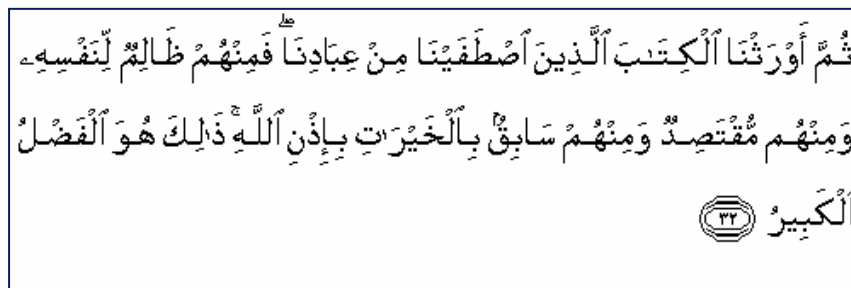 ثُمَّ أَوْرَثْنَا ٱلْكِتَـٰبَ ٱلَّذِينَ ٱصْطَفَيْنَا مِنْ عِبَادِنَا ۖ فَمِنْهُمْ ظَالِمٌ لِّنَفْسِهِۦ
وَمِنْهُم مُّقْتَصِدٌ وَمِنْهُمْ سَابِقٌۢ بِٱلْخَيْرَٰتِ بِإِذْنِ ٱللَّهِ ۚ ذَٰلِكَ هُوَ ٱلْفَضْلُ
ٱلْكَبِيرُ ٣٢